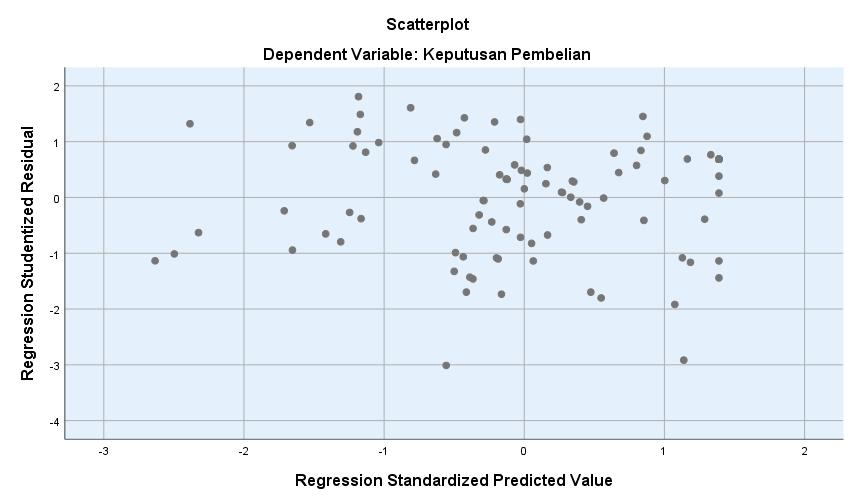 Scatterplot
Dependent Variable: Keputusan Pembelian
Regression Studentized Residual
2
1
0
-1
-2
-3
-4
-3 -2 -1 0 1 2
Regression Standardized Predicted Value